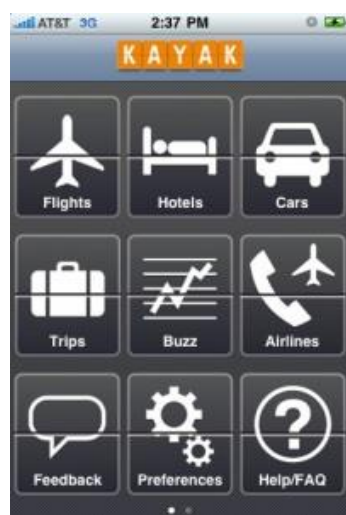 AT&T 3G 2:37 PM
KAYAK
Flights Hotels Cars
Trips Buzz Airlines
Feedback Preferences Help/FAQ